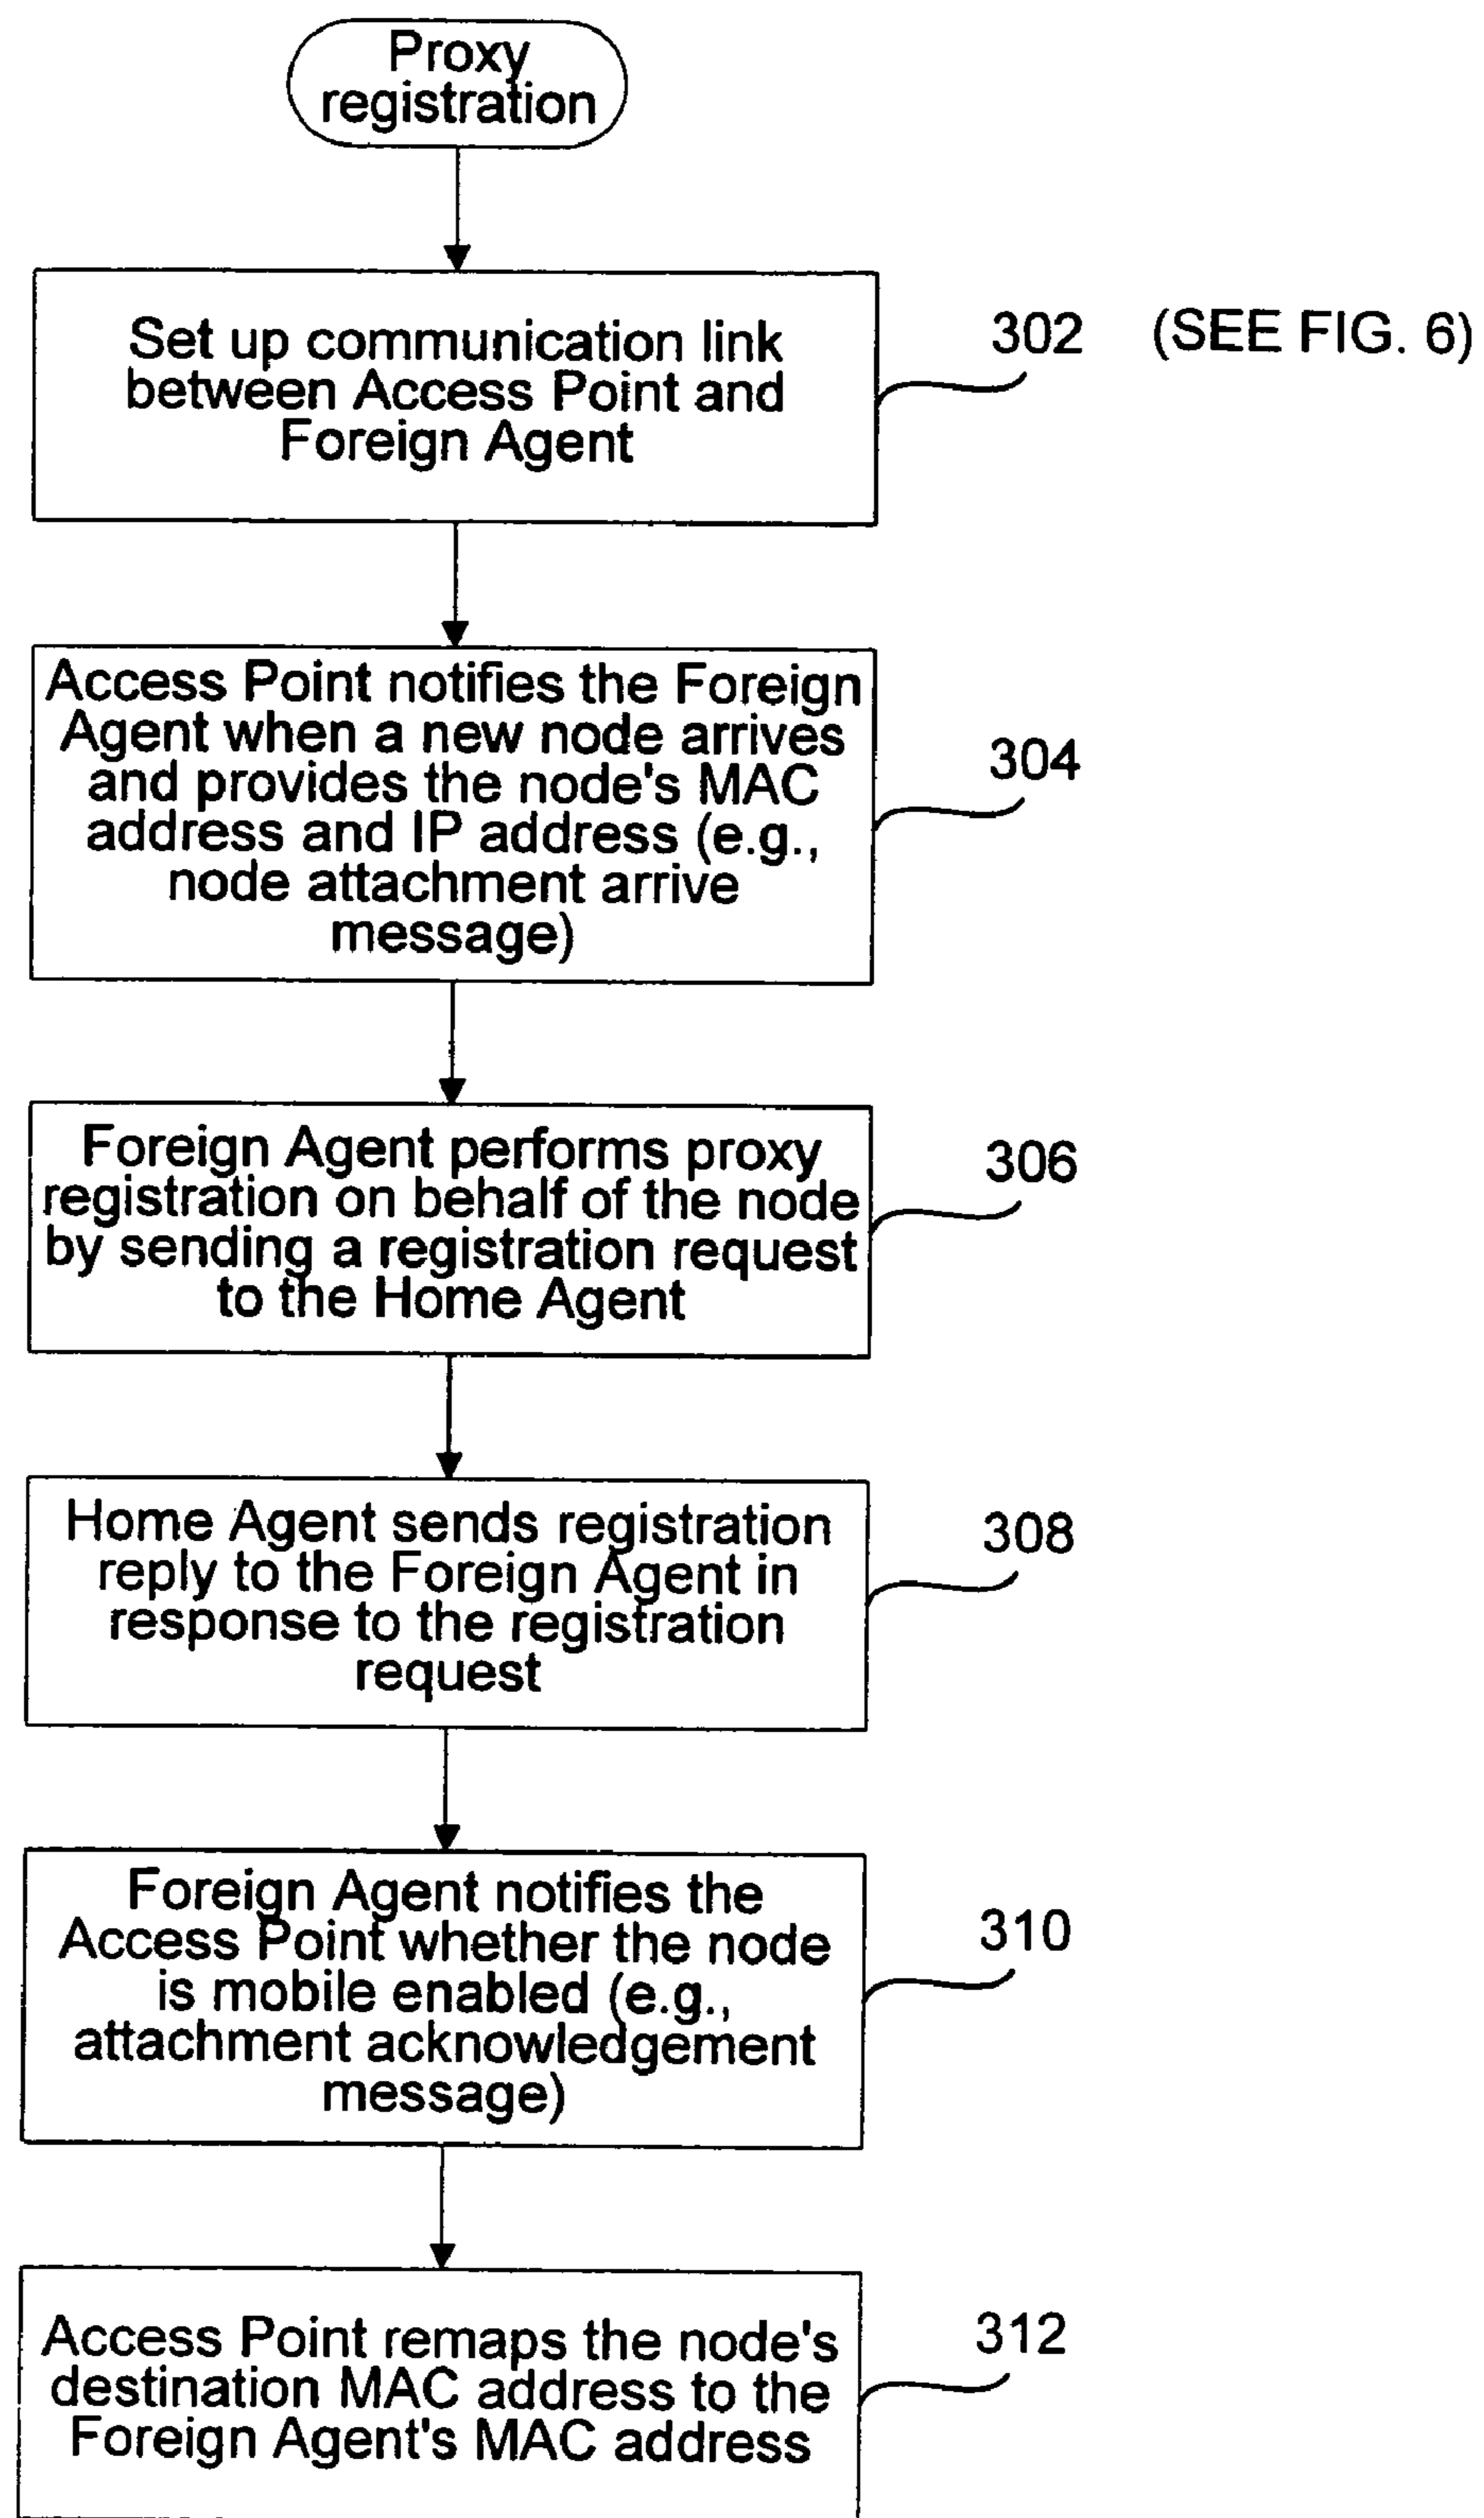 Proxy
registration
Set up communication link
between Access Point and
Foreign Agent
302 (SEE FIG. 6)
Access Point notifies the Foreign
Agent when a new node arrives
and provides the node's MAC
address and IP address (e.g.,
node attachment arrive
message)
304
Foreign Agent performs proxy
registration on behalf of the node
by sending a registration request
to the Home Agent
306
Home Agent sends registration
reply to the Foreign Agent in
response to the registration
request
308
Foreign Agent notifies the
Access Point whether the node
is mobile enabled (e.g.,
attachment acknowledgement
message)
310
Access Point remaps the node's
destination MAC address to the
Foreign Agent's MAC address
312